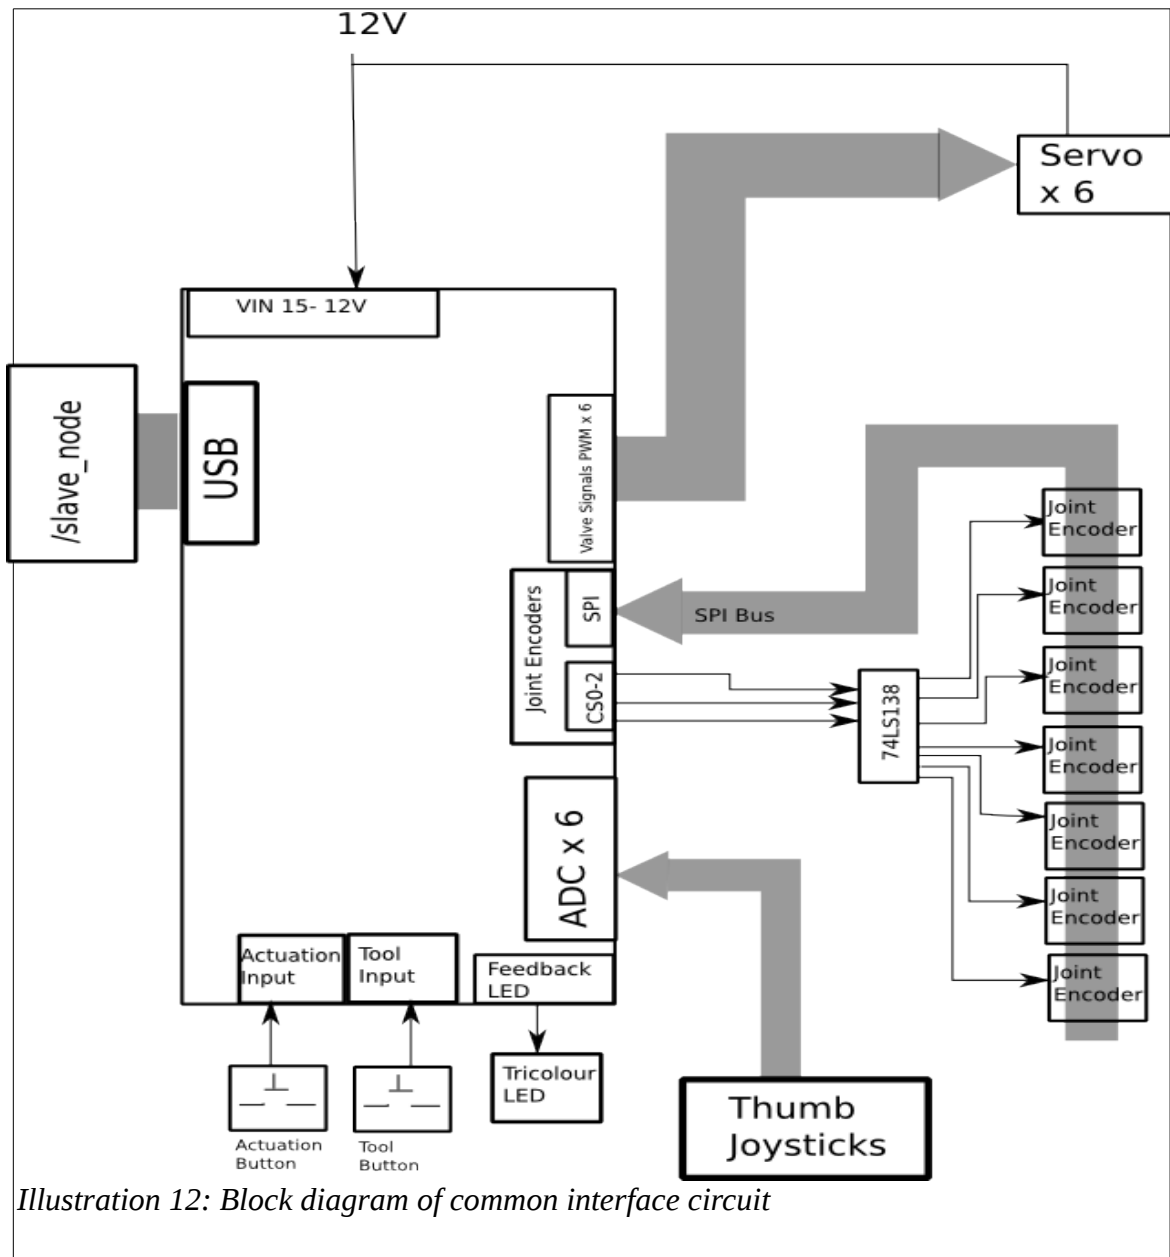 12V
Servo
x 6
VIN 15- 12V
/slave_node
USB
Valve Signals PWM x 6
Joint Encoders
SPI
CS0-2
SPI Bus
74LS138
Joint
Encoder
Joint
Encoder
Joint
Encoder
Joint
Encoder
Joint
Encoder
Joint
Encoder
Joint
Encoder
ADC x 6
Actuation
Input
Tool
Input
Feedback
LED
Tricolour
LED
Actuation
Button
Tool
Button
Thumb
Joysticks
Illustration 12: Block diagram of common interface circuit